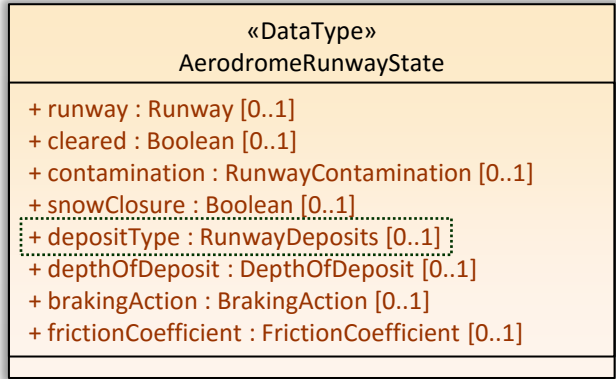 «DataType»
AerodromeRunwayState
+ runway : Runway [0..1]
+ cleared : Boolean [0..1]
+ contamination : RunwayContamination [0..1]
+ snowClosure : Boolean [0..1]
+ depositType : RunwayDeposits [0..1]
+ depthOfDeposit : DepthOfDeposit [0..1]
+ brakingAction : BrakingAction [0..1]
+ frictionCoefficient : FrictionCoefficient [0..1]